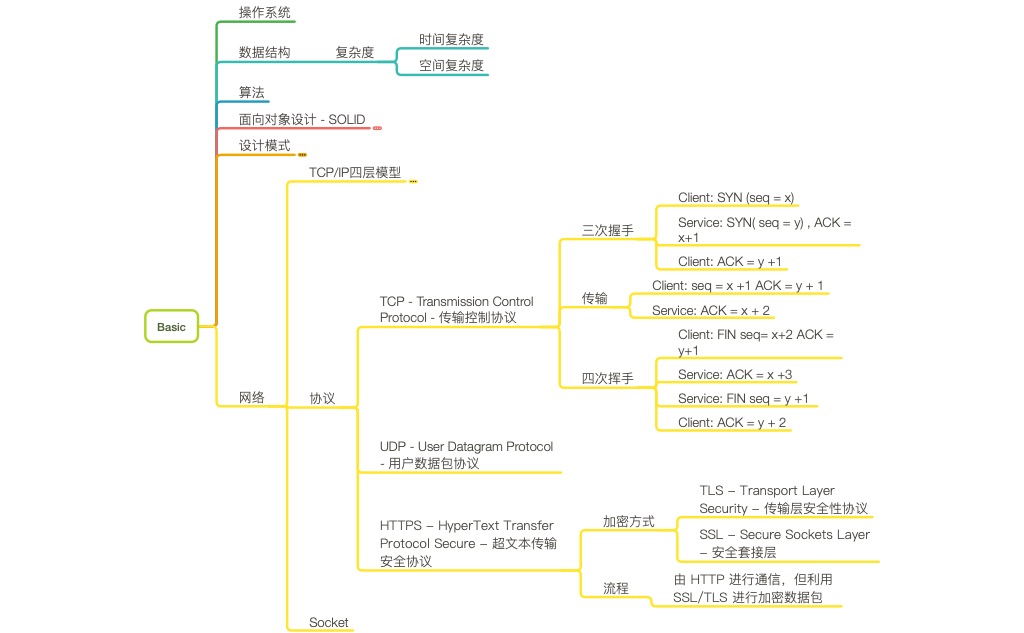 操作系统
数据结构
复杂度
时间复杂度
空间复杂度
算法
面向对象设计 - SOLID
设计模式
Basic
网络
TCP/IP四层模型
协议
TCP - Transmission Control
Protocol - 传输控制协议
三次握手
Client: SYN (seq = x)
Service: SYN( seq = y) , ACK =
x+1
Client: ACK = y +1
传输
Client: seq = x +1 ACK = y + 1
Service: ACK = x + 2
四次挥手
Client: FIN seq= x+2 ACK =
y+1
Service: ACK = x +3
Service: FIN seq = y +1
Client: ACK = y + 2
UDP - User Datagram Protocol
- 用户数据包协议
HTTPS – HyperText Transfer
Protocol Secure – 超文本传输
安全协议
加密方式
TLS – Transport Layer
Security – 传输层安全性协议
SSL – Secure Sockets Layer
– 安全套接层
流程
由 HTTP 进行通信，但利用
SSL/TLS 进行加密数据包
Socket